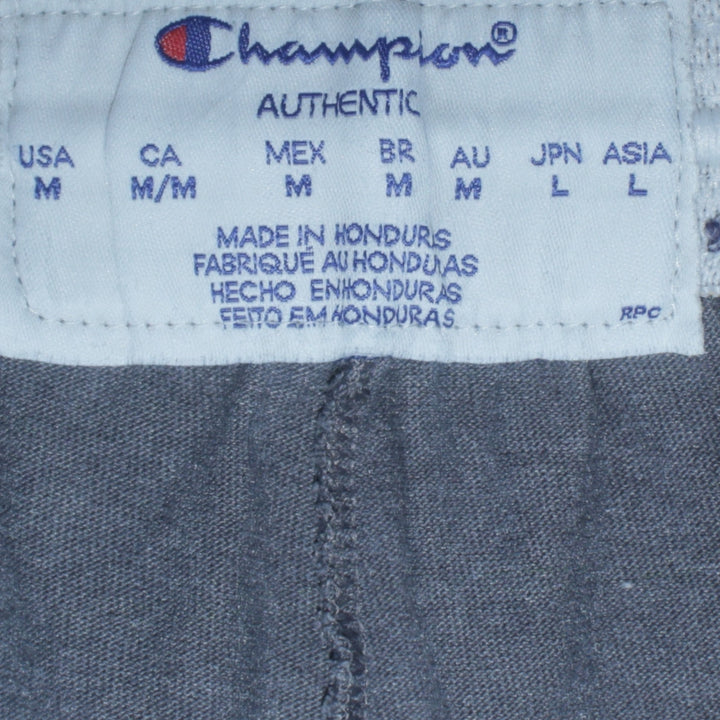 Champion®
AUTHENTIC
USA CA MEX BR AU JPN ASIA
M M/M M M M L L
MADE IN HONDURAS
FABRIQUÉ AU HONDURAS
HECHO EN HONDURAS
FEITO EM HONDURAS
RPC